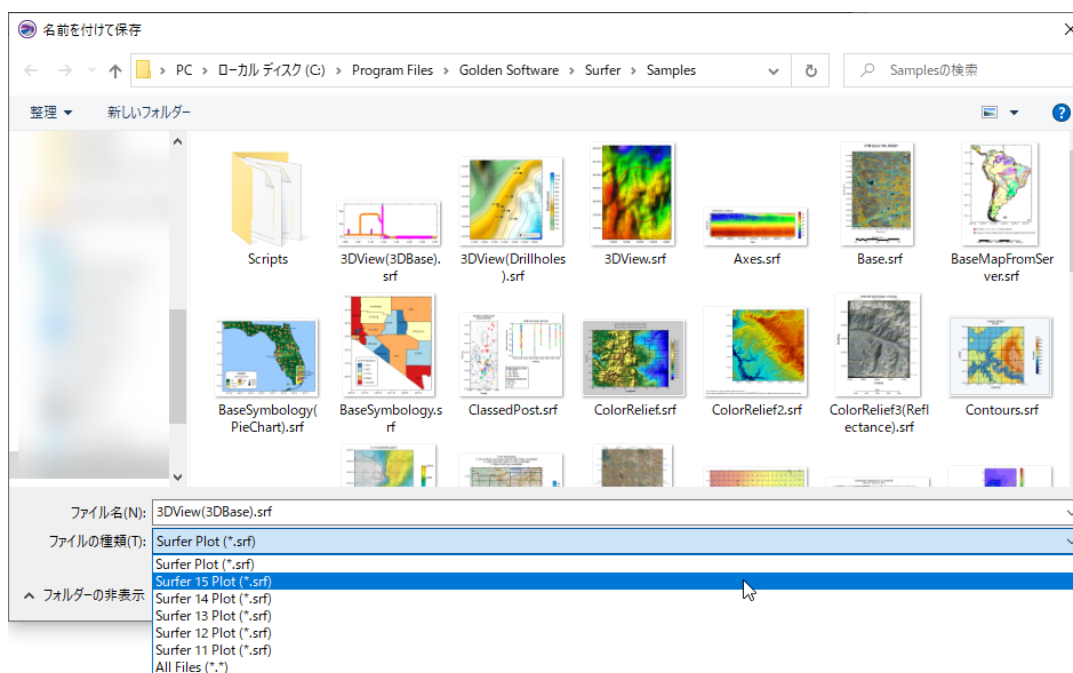 名前を付けて保存
PC › ローカル ディスク (C:) › Program Files › Golden Software › Surfer › Samples
Samplesの検索
整理
新しいフォルダー
Scripts
3DView(3DBase).
srf
3DView(Drillholes
).srf
3DView.srf
Axes.srf
Base.srf
BaseMapFromSer
ver.srf
BaseSymbology(
PieChart).srf
BaseSymbology.s
rf
ClassedPost.srf
ColorRelief.srf
ColorRelief2.srf
ColorRelief3(Refl
ectance).srf
Contours.srf
ファイル名(N):
3DView(3DBase).srf
ファイルの種類(T):
Surfer Plot (*.srf)
Surfer Plot (*.srf)
Surfer 15 Plot (*.srf)
Surfer 14 Plot (*.srf)
Surfer 13 Plot (*.srf)
Surfer 12 Plot (*.srf)
Surfer 11 Plot (*.srf)
All Files (*.*)
フォルダーの非表示